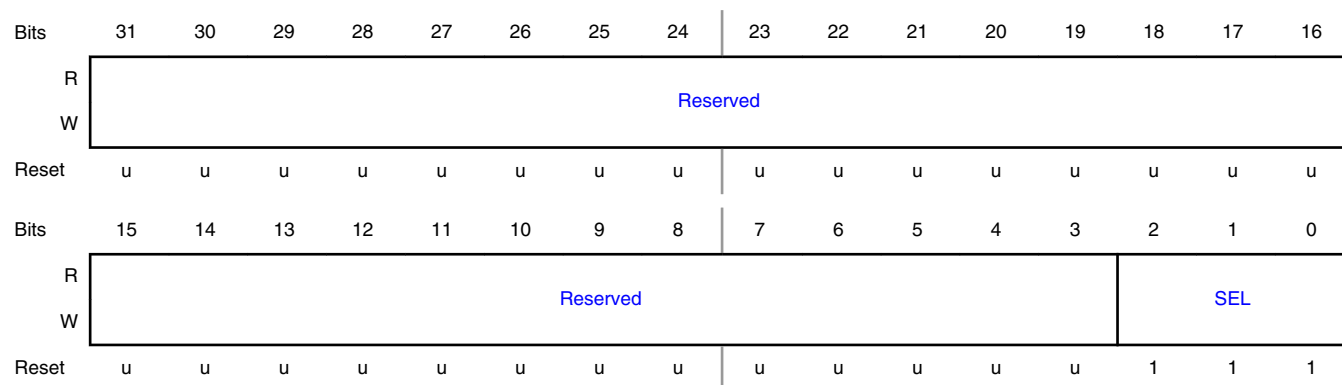 Bits 31 30 29 28 27 26 25 24 23 22 21 20 19 18 17 16
R
Reserved
W
Reset u u u u u u u u u u u u u u u u
Bits 15 14 13 12 11 10 9 8 7 6 5 4 3 2 1 0
R
Reserved SEL
W
Reset u u u u u u u u u u u u u 1 1 1